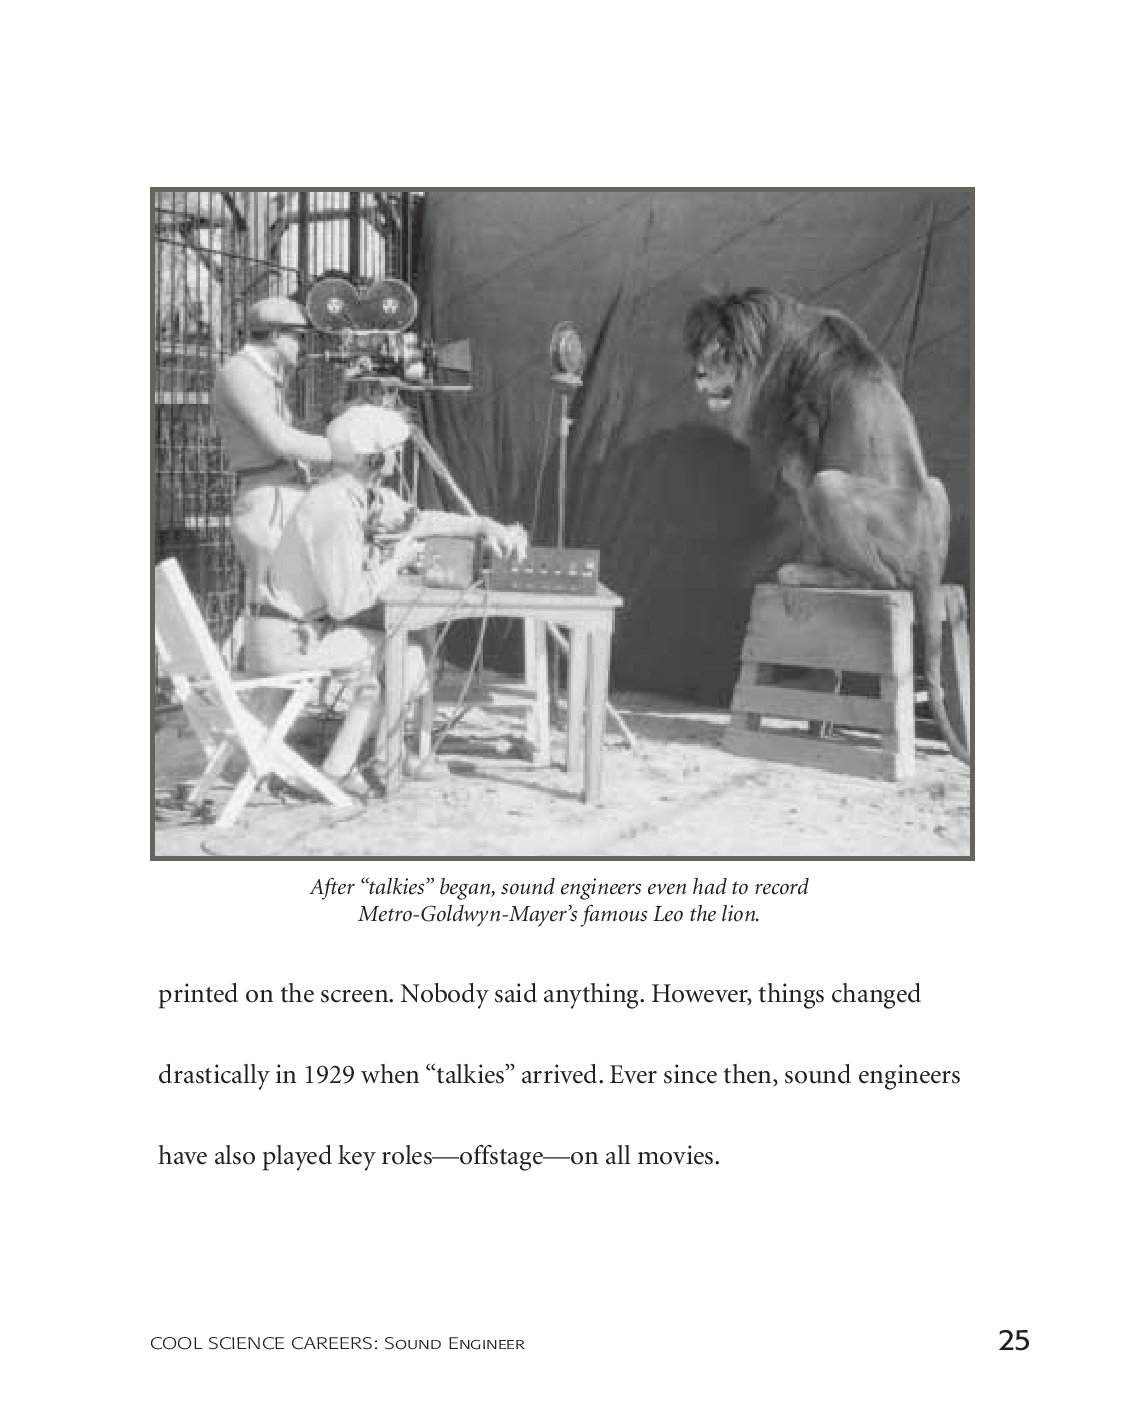 After “talkies” began, sound engineers even had to record
Metro-Goldwyn-Mayer’s famous Leo the lion.
printed on the screen. Nobody said anything. However, things changed
drastically in 1929 when “talkies” arrived. Ever since then, sound engineers
have also played key roles—offstage—on all movies.
COOL SCIENCE CAREERS: Sound Engineer
25